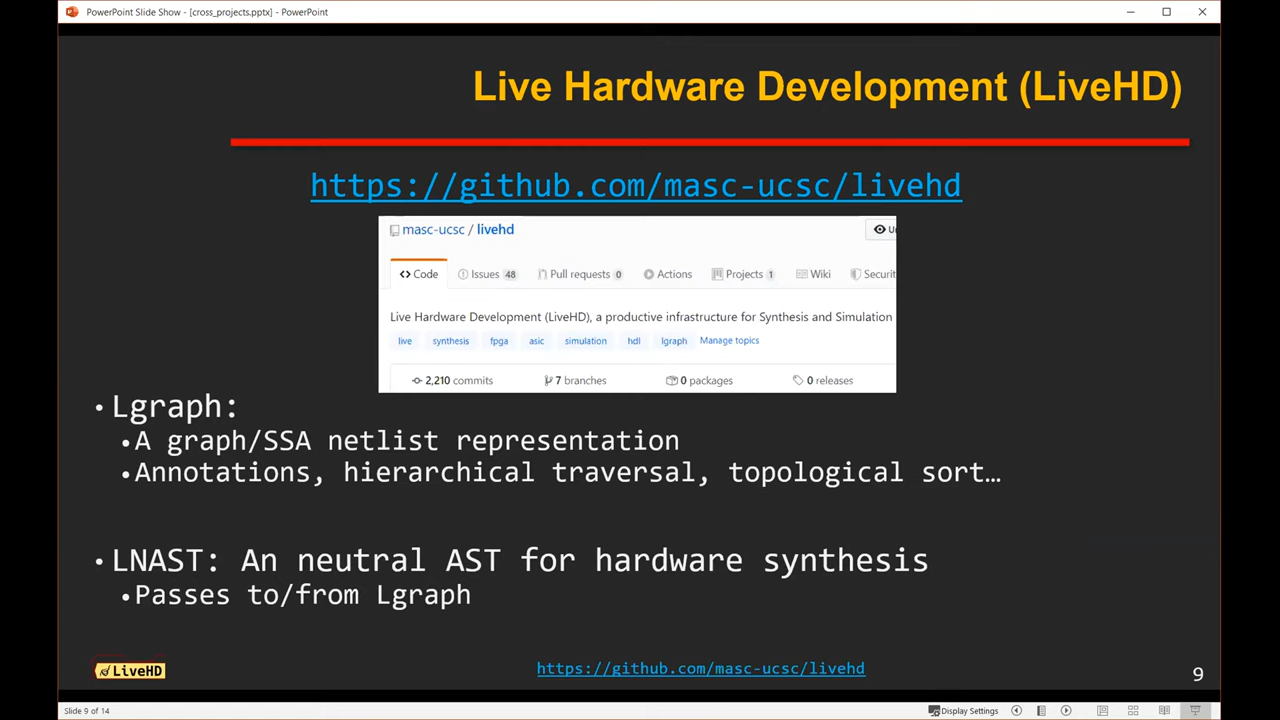 PowerPoint Slide Show - [cross_projects.pptx] - PowerPoint
Live Hardware Development (LiveHD)
https://github.com/masc-ucsc/livehd
masc-ucsc / livehd
Code Issues 48 Pull requests 0 Actions Projects 1 Wiki Securit
Live Hardware Development (LiveHD), a productive infrastructure for Synthesis and Simulation
live synthesis fpga asic simulation hdl lgraph Manage topics
2,210 commits 7 branches 0 packages 0 releases
• Lgraph:
• A graph/SSA netlist representation
• Annotations, hierarchical traversal, topological sort…
• LNAST: An neutral AST for hardware synthesis
• Passes to/from Lgraph
LiveHD
https://github.com/masc-ucsc/livehd
9
Slide 9 of 14
Display Settings